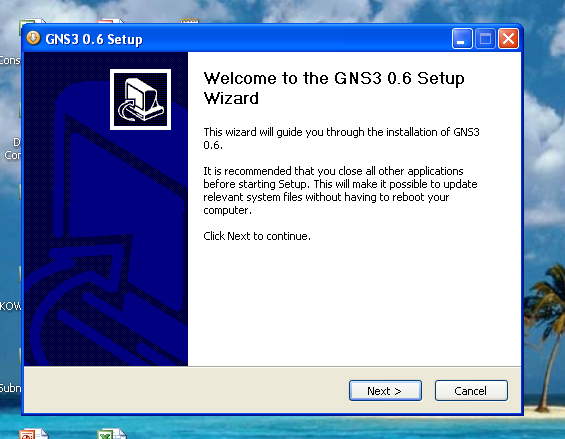 GNS3 0.6 Setup
Welcome to the GNS3 0.6 Setup
Wizard
This wizard will guide you through the installation of GNS3
0.6.
It is recommended that you close all other applications
before starting Setup. This will make it possible to update
relevant system files without having to reboot your
computer.
Click Next to continue.
Next >
Cancel
Cons
D
Cor
KOW
Subn